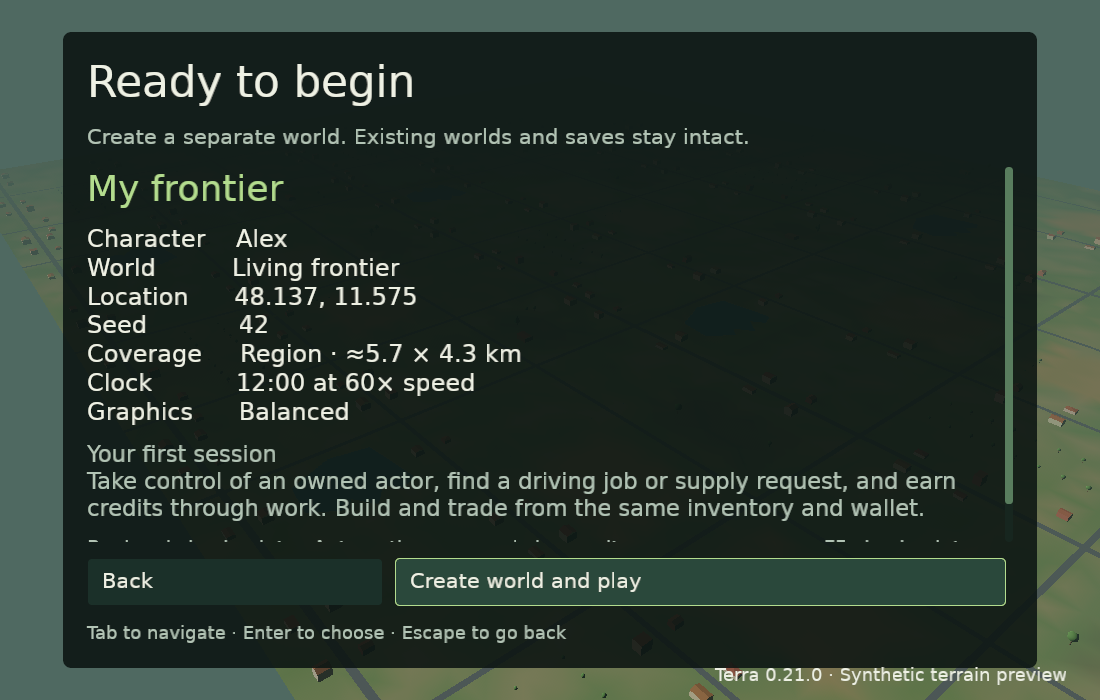 Ready to begin
Create a separate world. Existing worlds and saves stay intact.
My frontier
Character Alex
World Living frontier
Location 48.137, 11.575
Seed 42
Coverage Region · ≈5.7 × 4.3 km
Clock 12:00 at 60× speed
Graphics Balanced
Your first session
Take control of an owned actor, find a driving job or supply request, and earn
credits through work. Build and trade from the same inventory and wallet.
Back
Create world and play
Tab to navigate · Enter to choose · Escape to go back
Terra 0.21.0 · Synthetic terrain preview